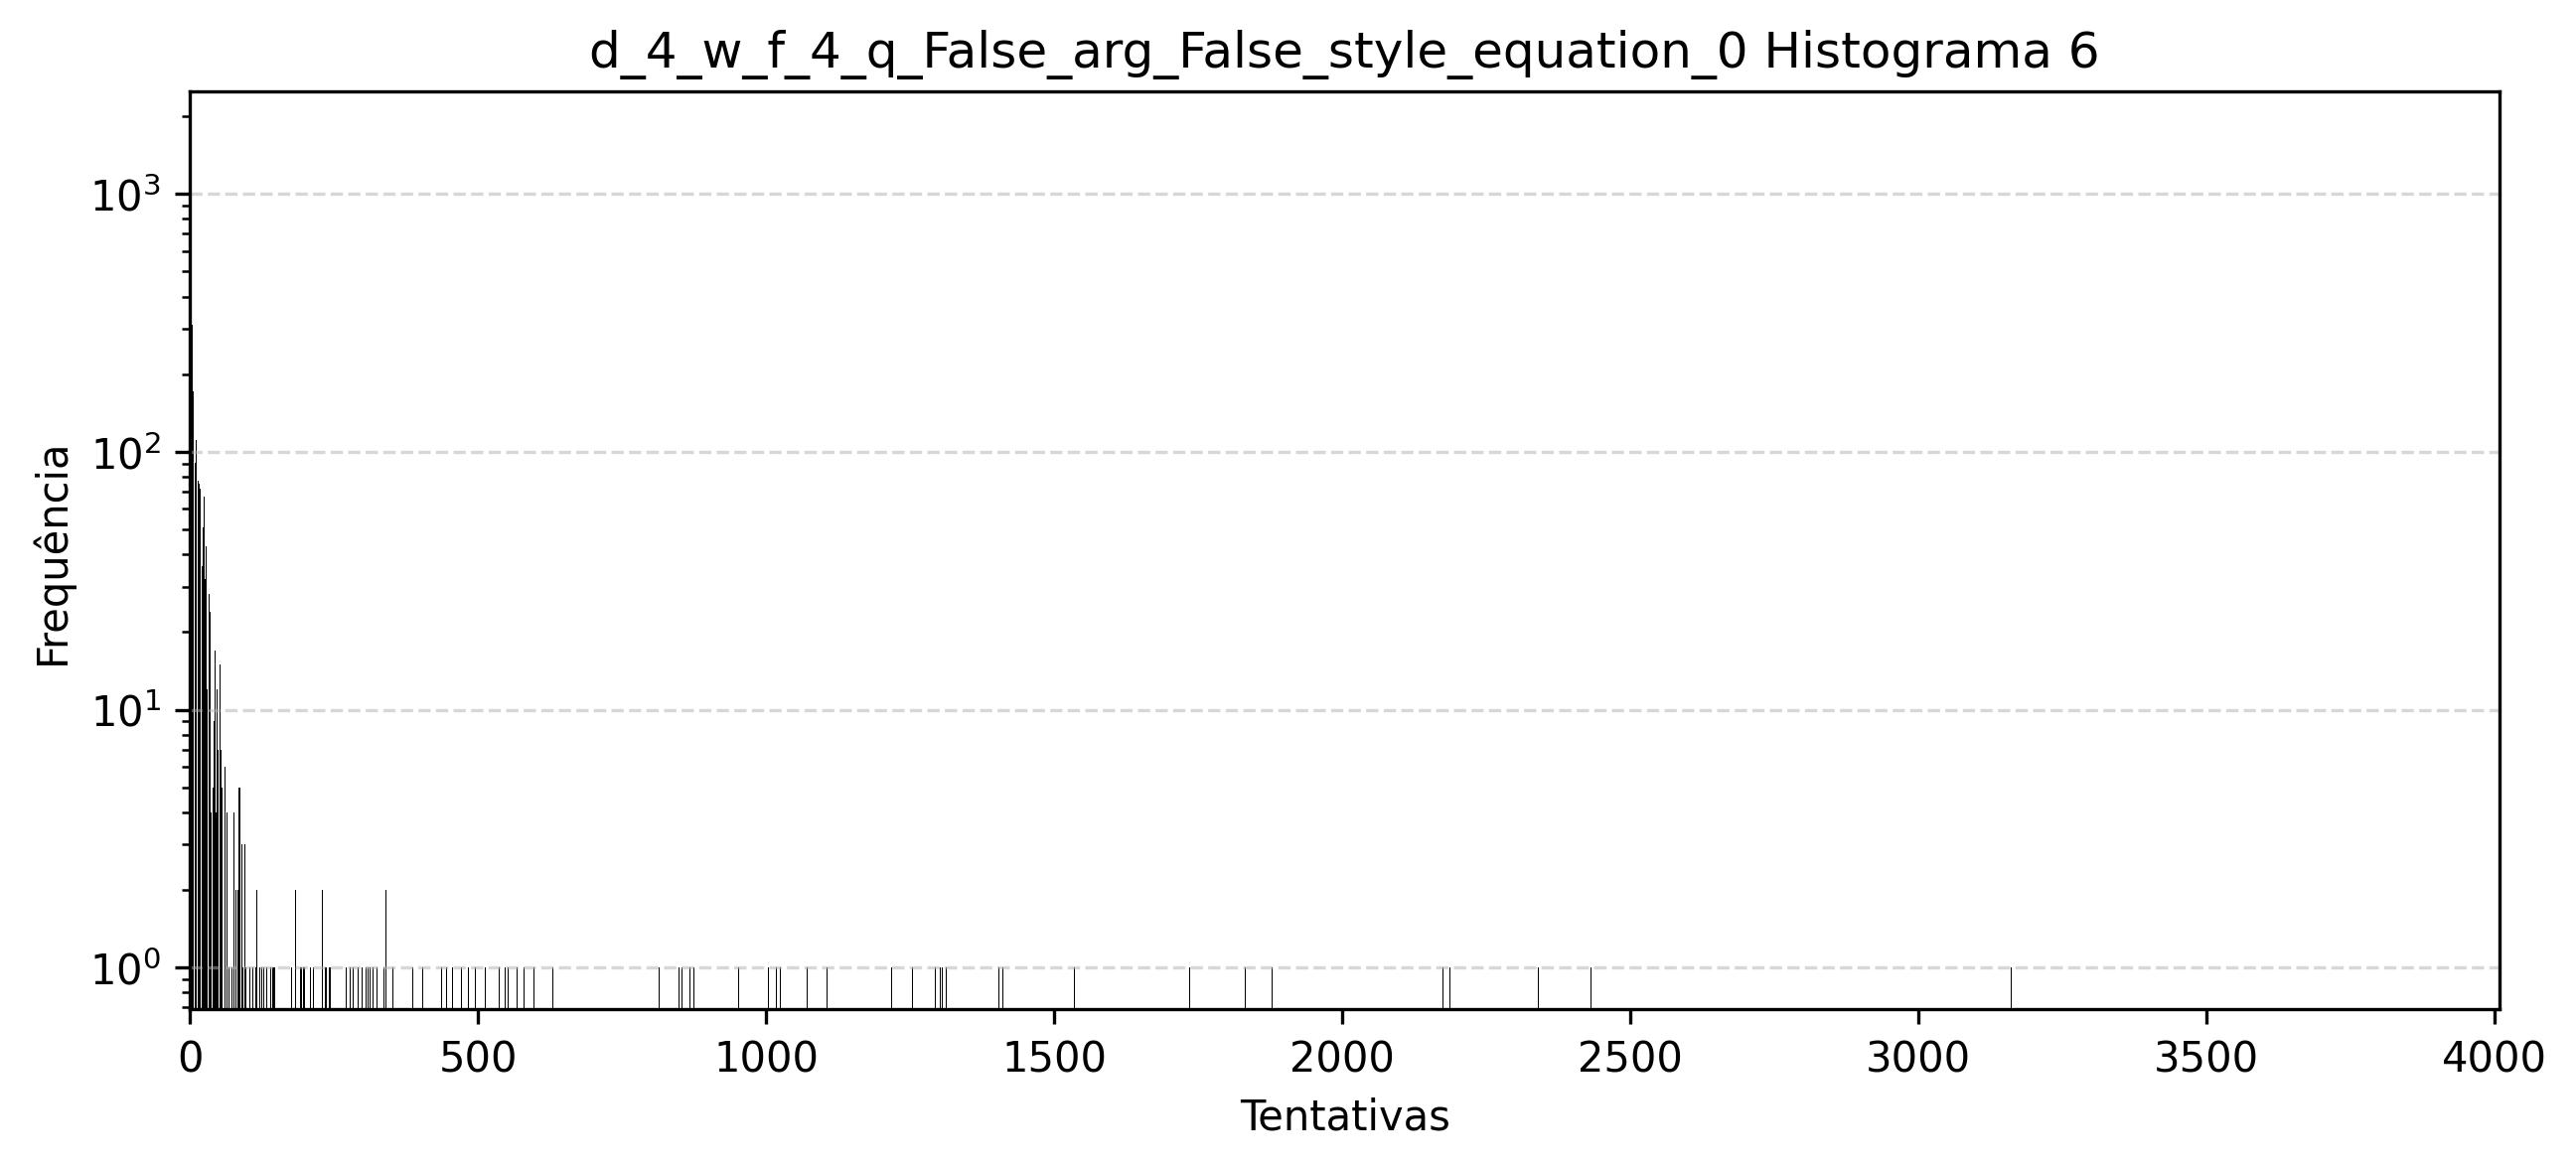 d_4_w_f_4_q_False_arg_False_style_equation_0 Histograma 6
Frequência
10³
10²
10¹
10⁰
0 500 1000 1500 2000 2500 3000 3500 4000
Tentativas